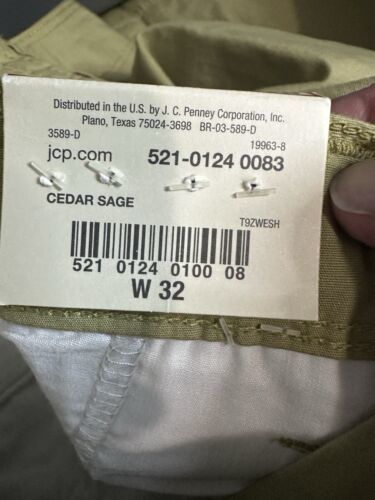 Distributed in the U.S. by J. C. Penney Corporation, Inc.
Plano, Texas 75024-3698 BR-03-589-D
3589-D 19963-8
jcp.com 521-0124 0083
CEDAR SAGE
T9ZWESH
521 0124 0100 08
W 32